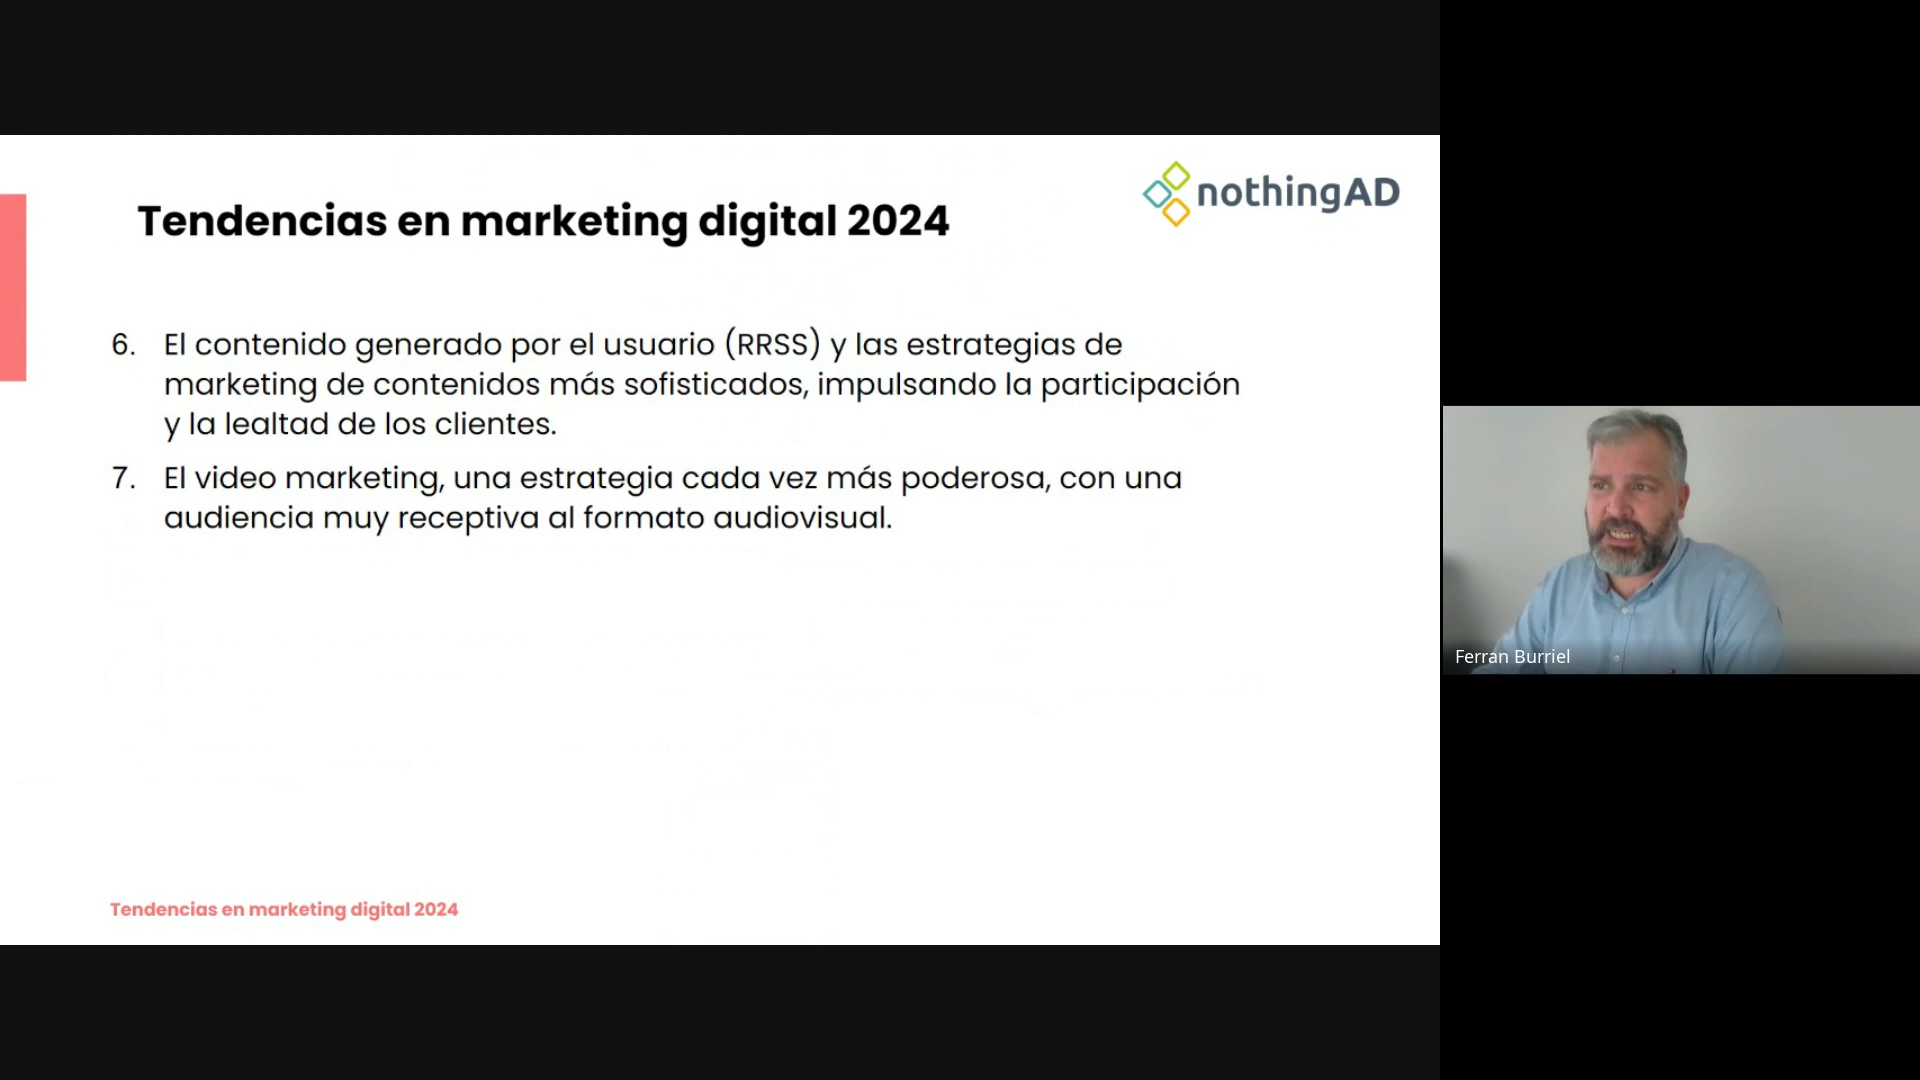 nothingAD
Tendencias en marketing digital 2024
6. El contenido generado por el usuario (RRSS) y las estrategias de
marketing de contenidos más sofisticados, impulsando la participación
y la lealtad de los clientes.
7. El video marketing, una estrategia cada vez más poderosa, con una
audiencia muy receptiva al formato audiovisual.
Ferran Burriel
Tendencias en marketing digital 2024